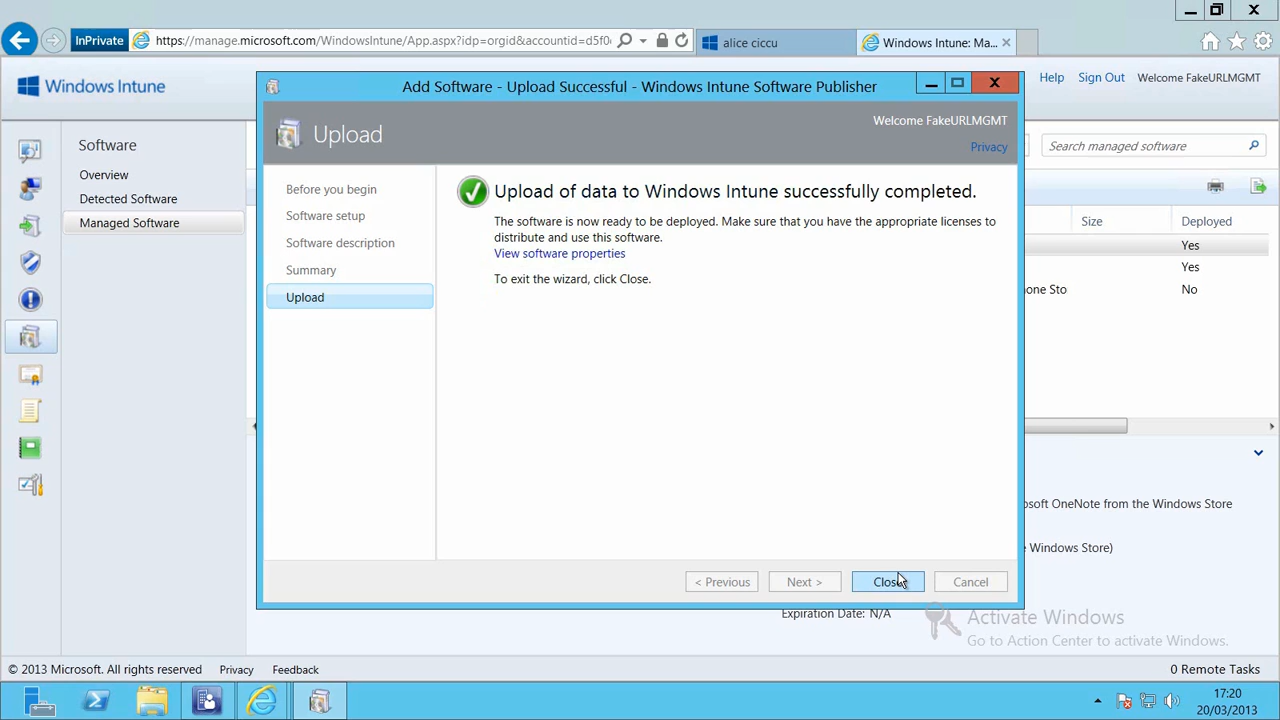 InPrivate
https://manage.microsoft.com/WindowsIntune/App.aspx?idp=orgid&accountid=d5f0
alice ciccu
Windows Intune: Ma...
Windows Intune
Help
Sign Out
Welcome FakeURLMGMT
Add Software - Upload Successful - Windows Intune Software Publisher
Upload
Welcome FakeURLMGMT
Privacy
Software
Overview
Detected Software
Managed Software
Search managed software
Size
Deployed
Yes
Yes
one Sto
No
Before you begin
Software setup
Software description
Summary
Upload
Upload of data to Windows Intune successfully completed.
The software is now ready to be deployed. Make sure that you have the appropriate licenses to
distribute and use this software.
View software properties
To exit the wizard, click Close.
osoft OneNote from the Windows Store
Windows Store)
< Previous
Next >
Close
Cancel
Expiration Date: N/A
Activate Windows
Go to Action Center to activate Windows.
© 2013 Microsoft. All rights reserved
Privacy
Feedback
0 Remote Tasks
17:20
20/03/2013